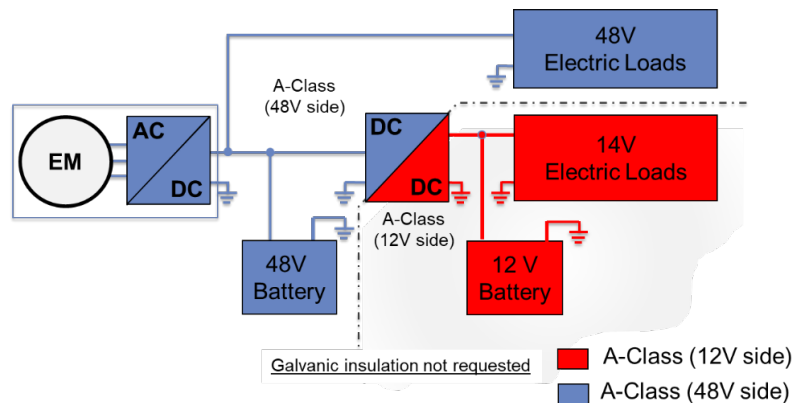 48V
Electric Loads
A-Class
(48V side)
AC
DC
EM
DC
DC
14V
Electric Loads
A-Class
(12V side)
48V
Battery
12 V
Battery
Galvanic insulation not requested
A-Class (12V side)
A-Class (48V side)